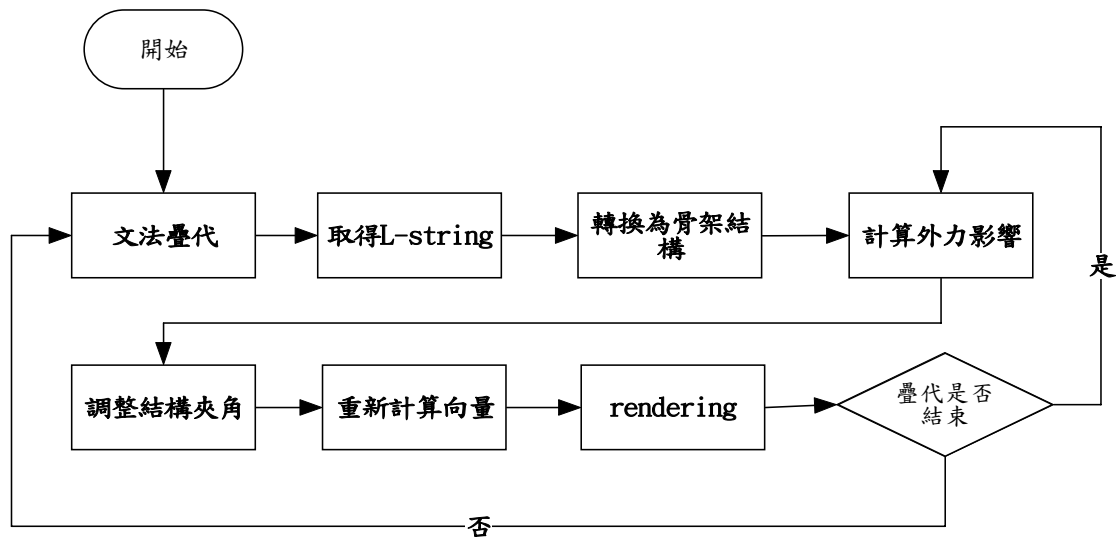 開始
文法疊代
取得L-string
轉換為骨架結
構
計算外力影響
是
調整結構夾角
重新計算向量
rendering
疊代是否
結束
否